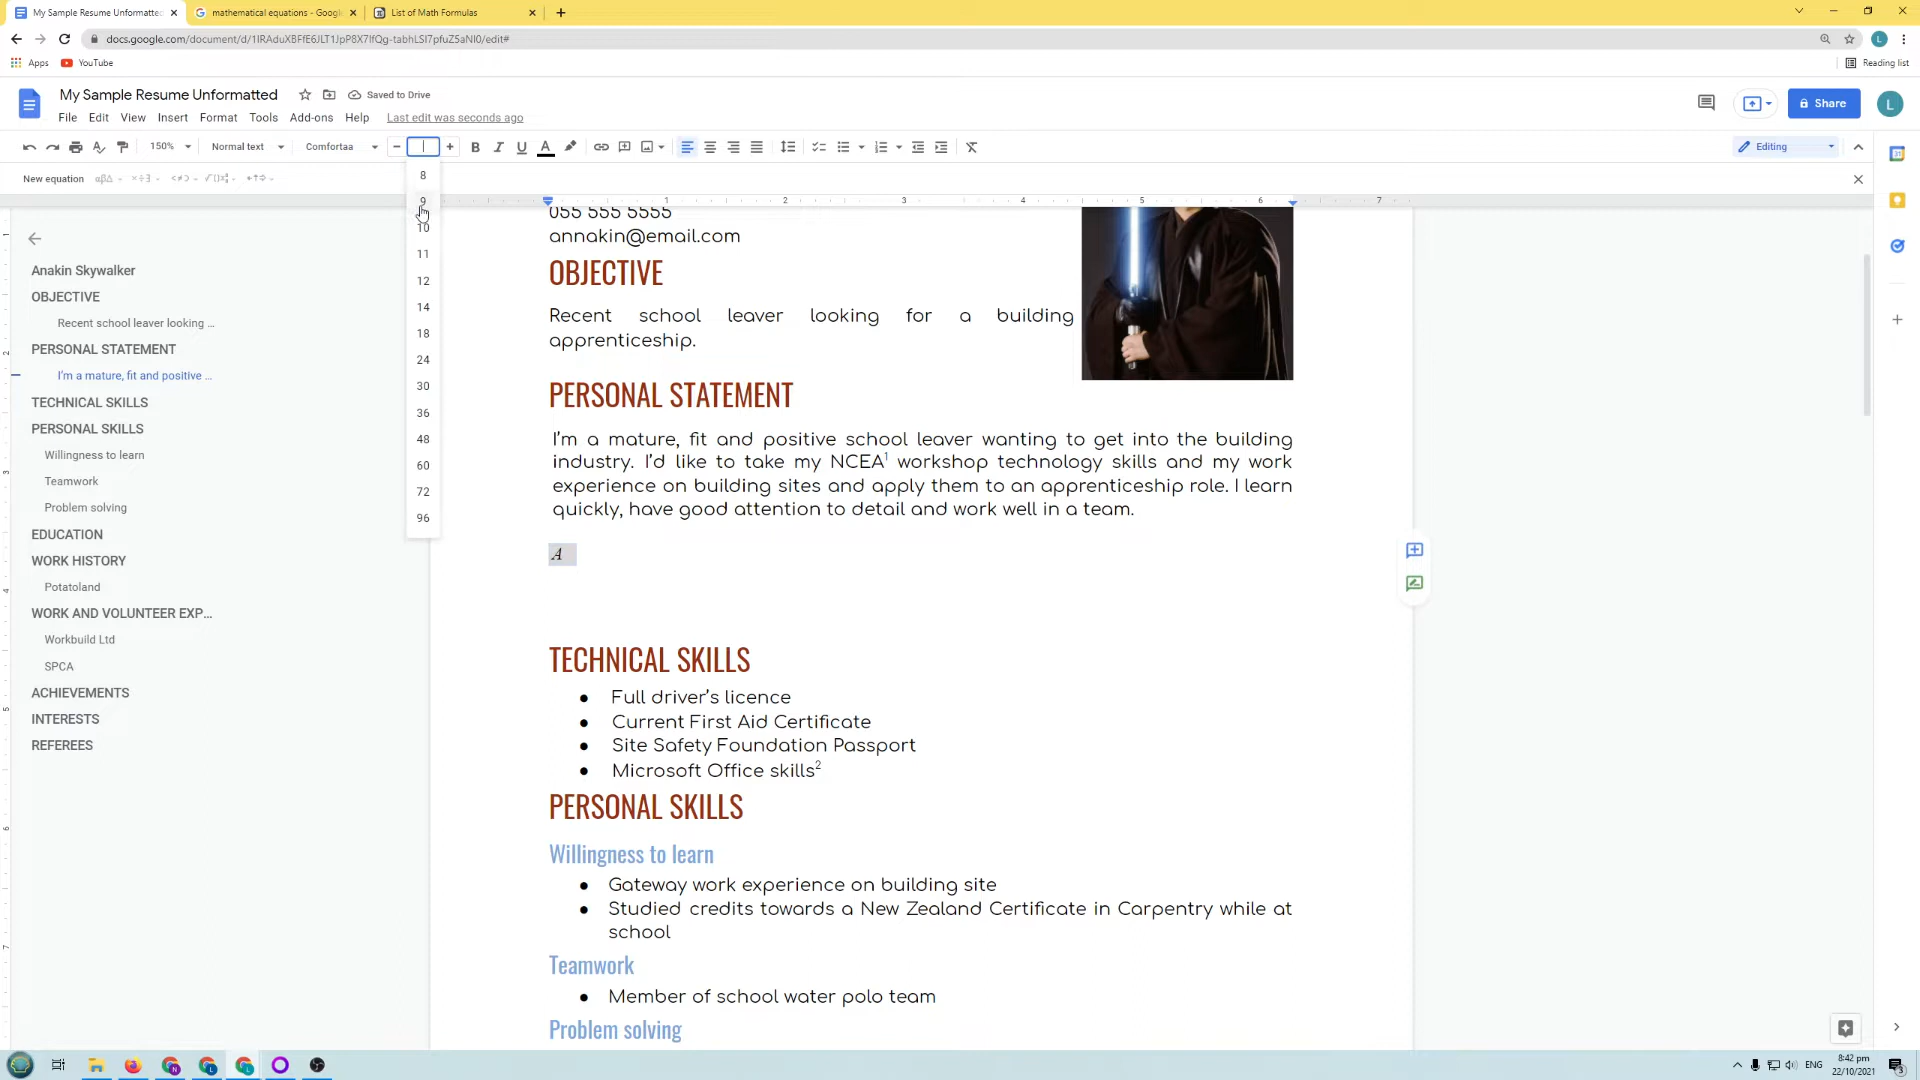 My Sample Resume Unformatted
mathematical equations - Google
List of Math Formulas
docs.google.com/document/d/1IRAduX8FfE6JLT1JpP8X7lfQg-tabhLSI7pfuZ5aNI0/edit#
Apps
YouTube
Reading list
My Sample Resume Unformatted
Saved to Drive
File Edit View Insert Format Tools Add-ons Help Last edit was seconds ago
Share
L
150% Normal text Comfortaa
Editing
New equation
8
9
10
11
12
14
18
24
30
36
48
60
72
96
1 2 3 4 5 6 7
Anakin Skywalker
OBJECTIVE
Recent school leaver looking ...
PERSONAL STATEMENT
I'm a mature, fit and positive ...
TECHNICAL SKILLS
PERSONAL SKILLS
Willingness to learn
Teamwork
Problem solving
EDUCATION
WORK HISTORY
Potatoland
WORK AND VOLUNTEER EXP...
Workbuild Ltd
SPCA
ACHIEVEMENTS
INTERESTS
REFEREES
055 555 5555
annakin@email.com
OBJECTIVE
Recent school leaver looking for a building
apprenticeship.
PERSONAL STATEMENT
I'm a mature, fit and positive school leaver wanting to get into the building
industry. I'd like to take my NCEA¹ workshop technology skills and my work
experience on building sites and apply them to an apprenticeship role. I learn
quickly, have good attention to detail and work well in a team.
A
TECHNICAL SKILLS
● Full driver's licence
● Current First Aid Certificate
● Site Safety Foundation Passport
● Microsoft Office skills²
PERSONAL SKILLS
Willingness to learn
● Gateway work experience on building site
● Studied credits towards a New Zealand Certificate in Carpentry while at
school
Teamwork
● Member of school water polo team
Problem solving
ENG
8:42 pm
22/10/2021